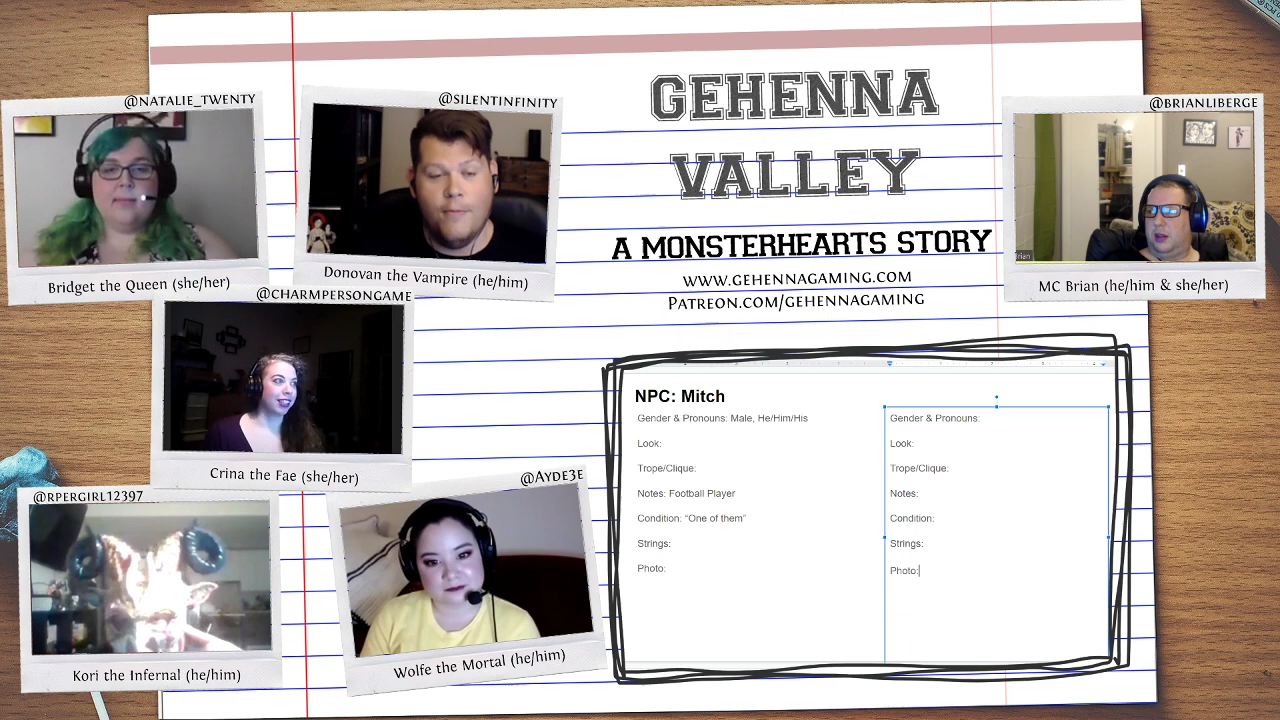 @NATALIE_TWENTY
Bridget the Queen (she/her)
@SILENTINFINITY
Donovan the Vampire (he/him)
GEHENNA
VALLEY
A MONSTERHEARTS STORY
WWW.GEHENNAGAMING.COM
PATREON.COM/GEHENNAGAMING
@BRIANLIBERGE
Brian
MC Brian (he/him & she/her)
@CHARMPERSONGAME
Crina the Fae (she/her)
@RPERGIRL12397
Kori the Infernal (he/him)
@AYDE3E
Wolfe the Mortal (he/him)
NPC: Mitch
Gender & Pronouns: Male, He/Him/His
Look:
Trope/Clique:
Notes: Football Player
Condition: “One of them”
Strings:
Photo:
Gender & Pronouns:
Look:
Trope/Clique:
Notes:
Condition:
Strings:
Photo: